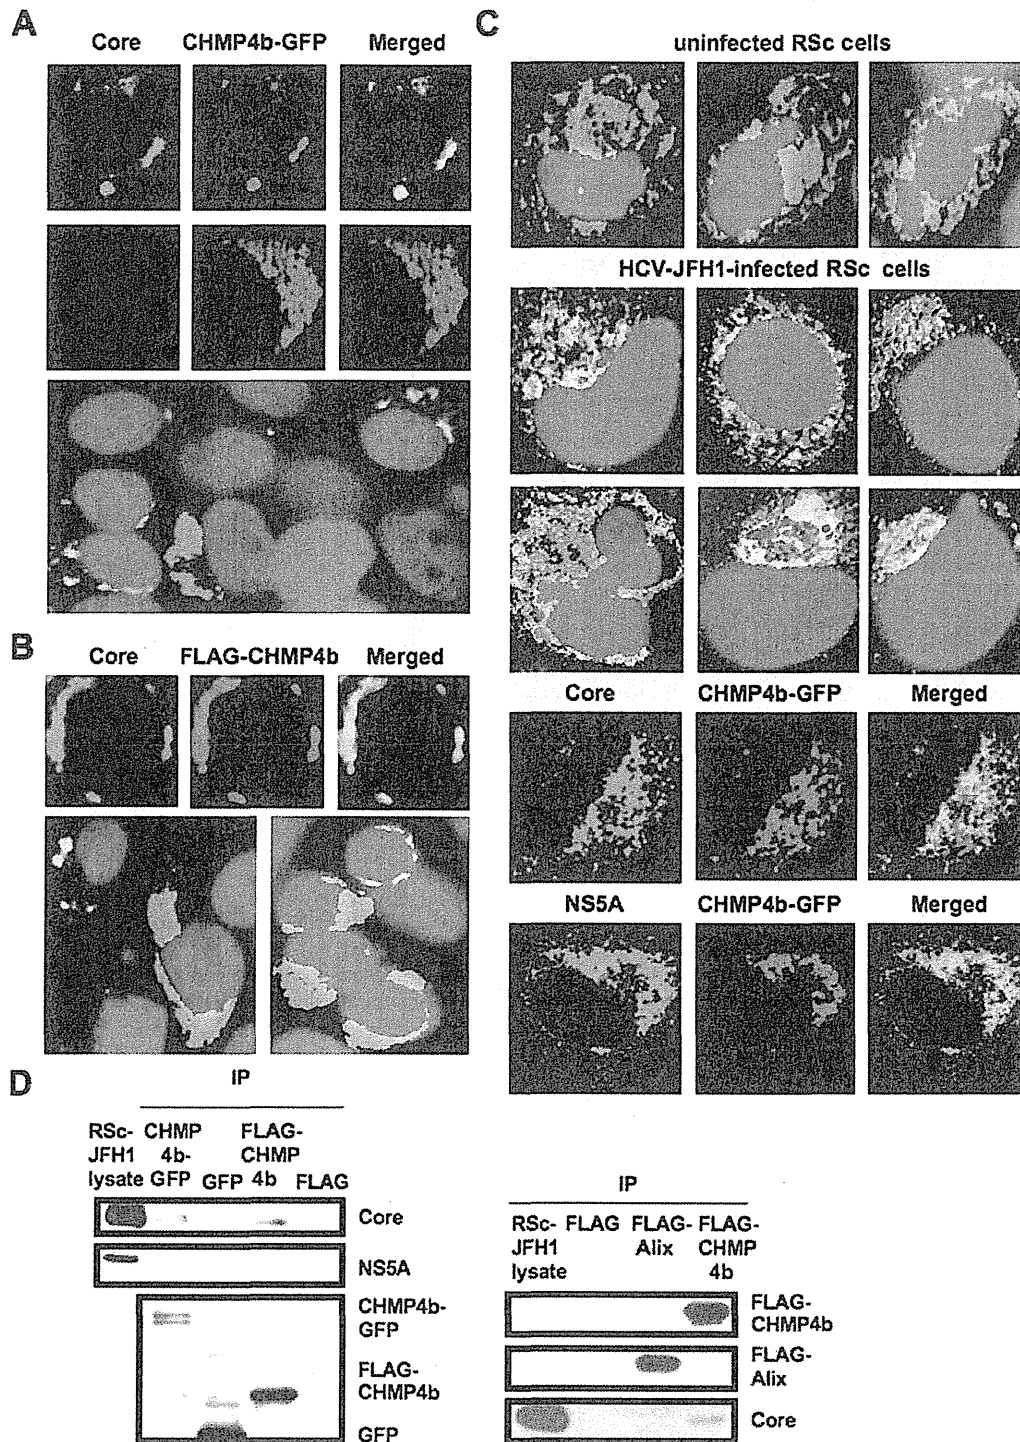 A
Core CHMP4b-GFP Merged
B
Core FLAG-CHMP4b Merged
C
uninfected RSc cells
HCV-JFH1-infected RSc cells
Core CHMP4b-GFP Merged
NS5A CHMP4b-GFP Merged
D
IP
RSc- CHMP FLAG-
JFH1 4b- CHMP
lysate GFP GFP 4b FLAG
Core
NS5A
CHMP4b-
GFP
FLAG-
CHMP4b
GFP
IP
RSc- FLAG FLAG- FLAG-
JFH1 Alix CHMP
lysate 4b
FLAG-
CHMP4b
FLAG-
Alix
Core